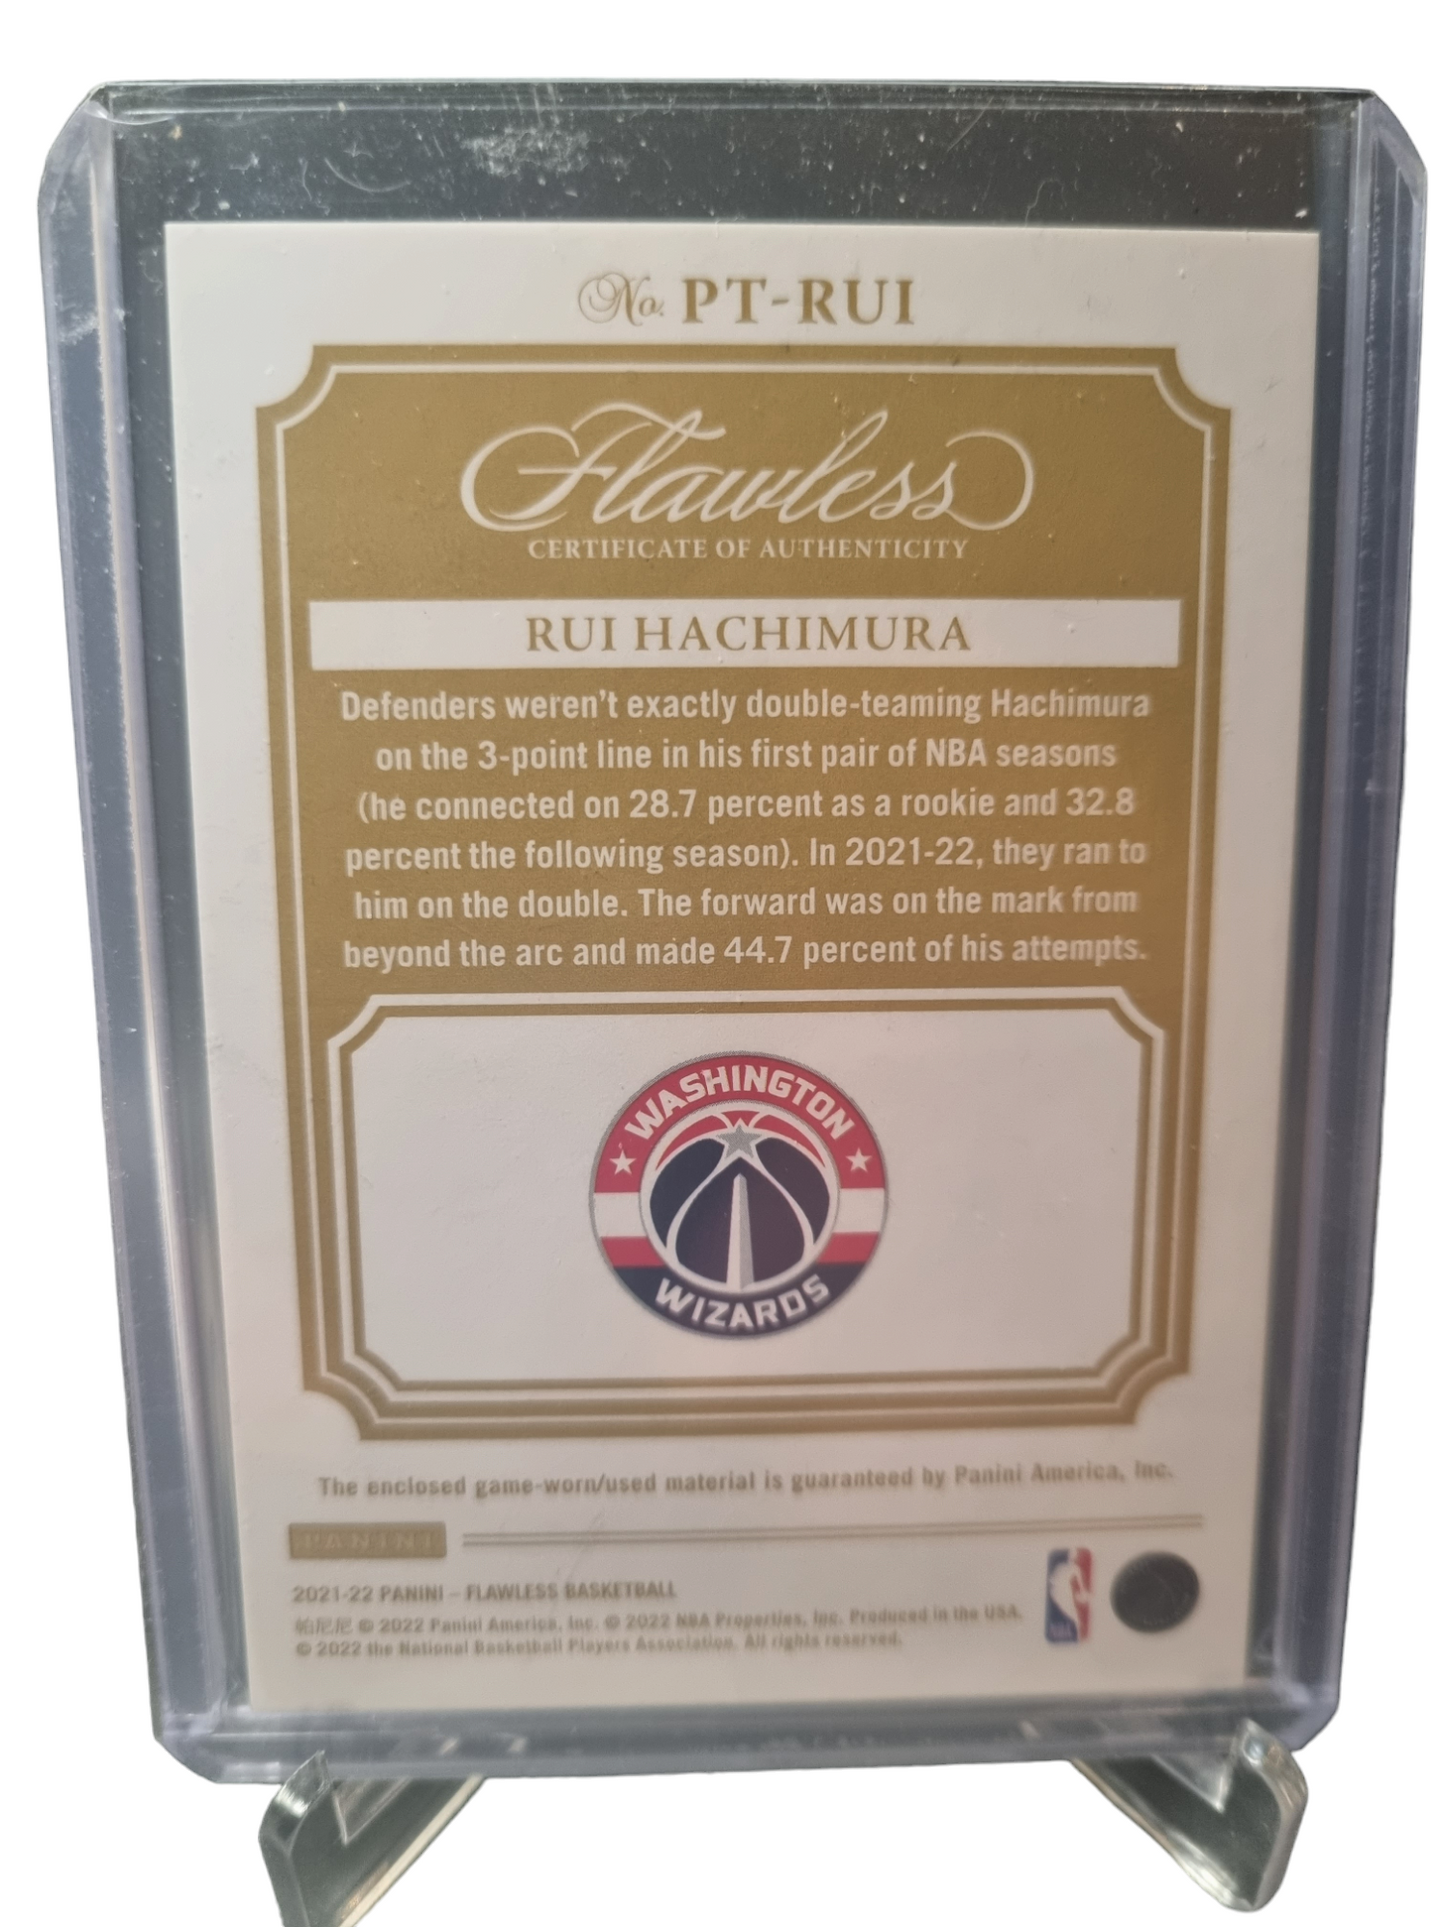 No. PT-RUI
Flawless
CERTIFICATE OF AUTHENTICITY
RUI HACHIMURA
Defenders weren't exactly double-teaming Hachimura
on the 3-point line in his first pair of NBA seasons
(he connected on 28.7 percent as a rookie and 32.8
percent the following season). In 2021-22, they ran to
him on the double. The forward was on the mark from
beyond the arc and made 44.7 percent of his attempts.
WASHINGTON
WIZARDS
The enclosed game-worn/used material is guaranteed by Panini America, Inc.
PANINI
2021-22 PANINI – FLAWLESS BASKETBALL
帕尼尼 © 2022 Panini America, Inc. © 2022 NBA Properties, Inc. Produced in the USA.
© 2022 the National Basketball Players Association. All rights reserved.